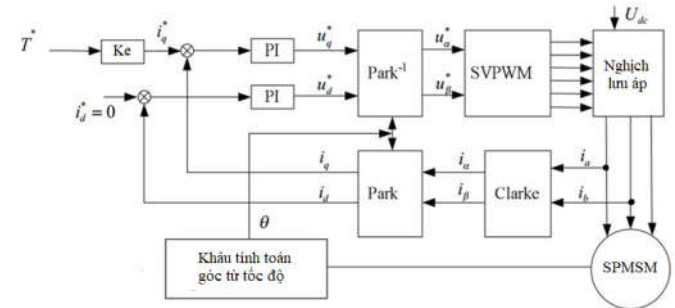 T*
Ke
i*q
PI
u*q
Park-1
u*α
SVPWM
Udc
Nghịch
lưu áp
i*d = 0
PI
u*d
u*β
iq
Park
iα
Clarke
ia
id
iβ
ib
θ
Khâu tính toán
góc từ tốc độ
SPMSM